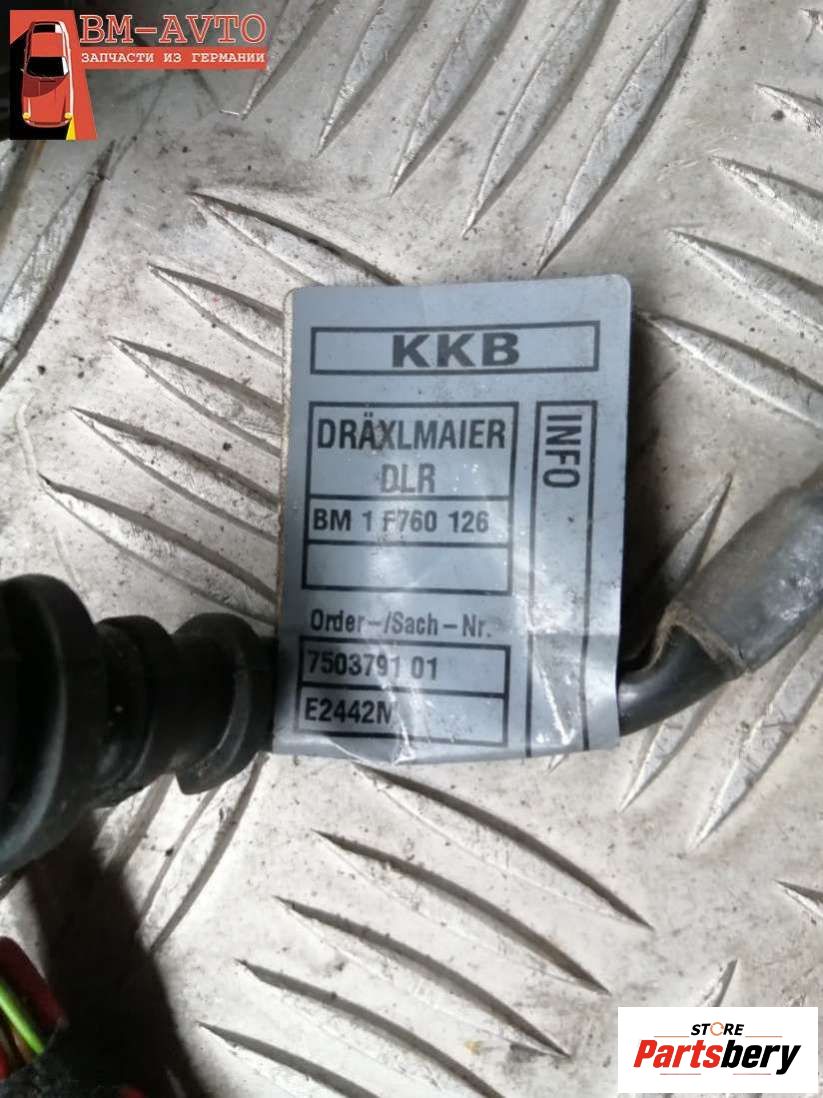 ВМ-AVTO
ЗАПЧАСТИ ИЗ ГЕРМАНИИ
KKB
DRÄXLMAIER
DLR
INFO
BM 1 F760 126
Order-/Sach-Nr.
7503791 01
E2442M
STORE
Partsbery